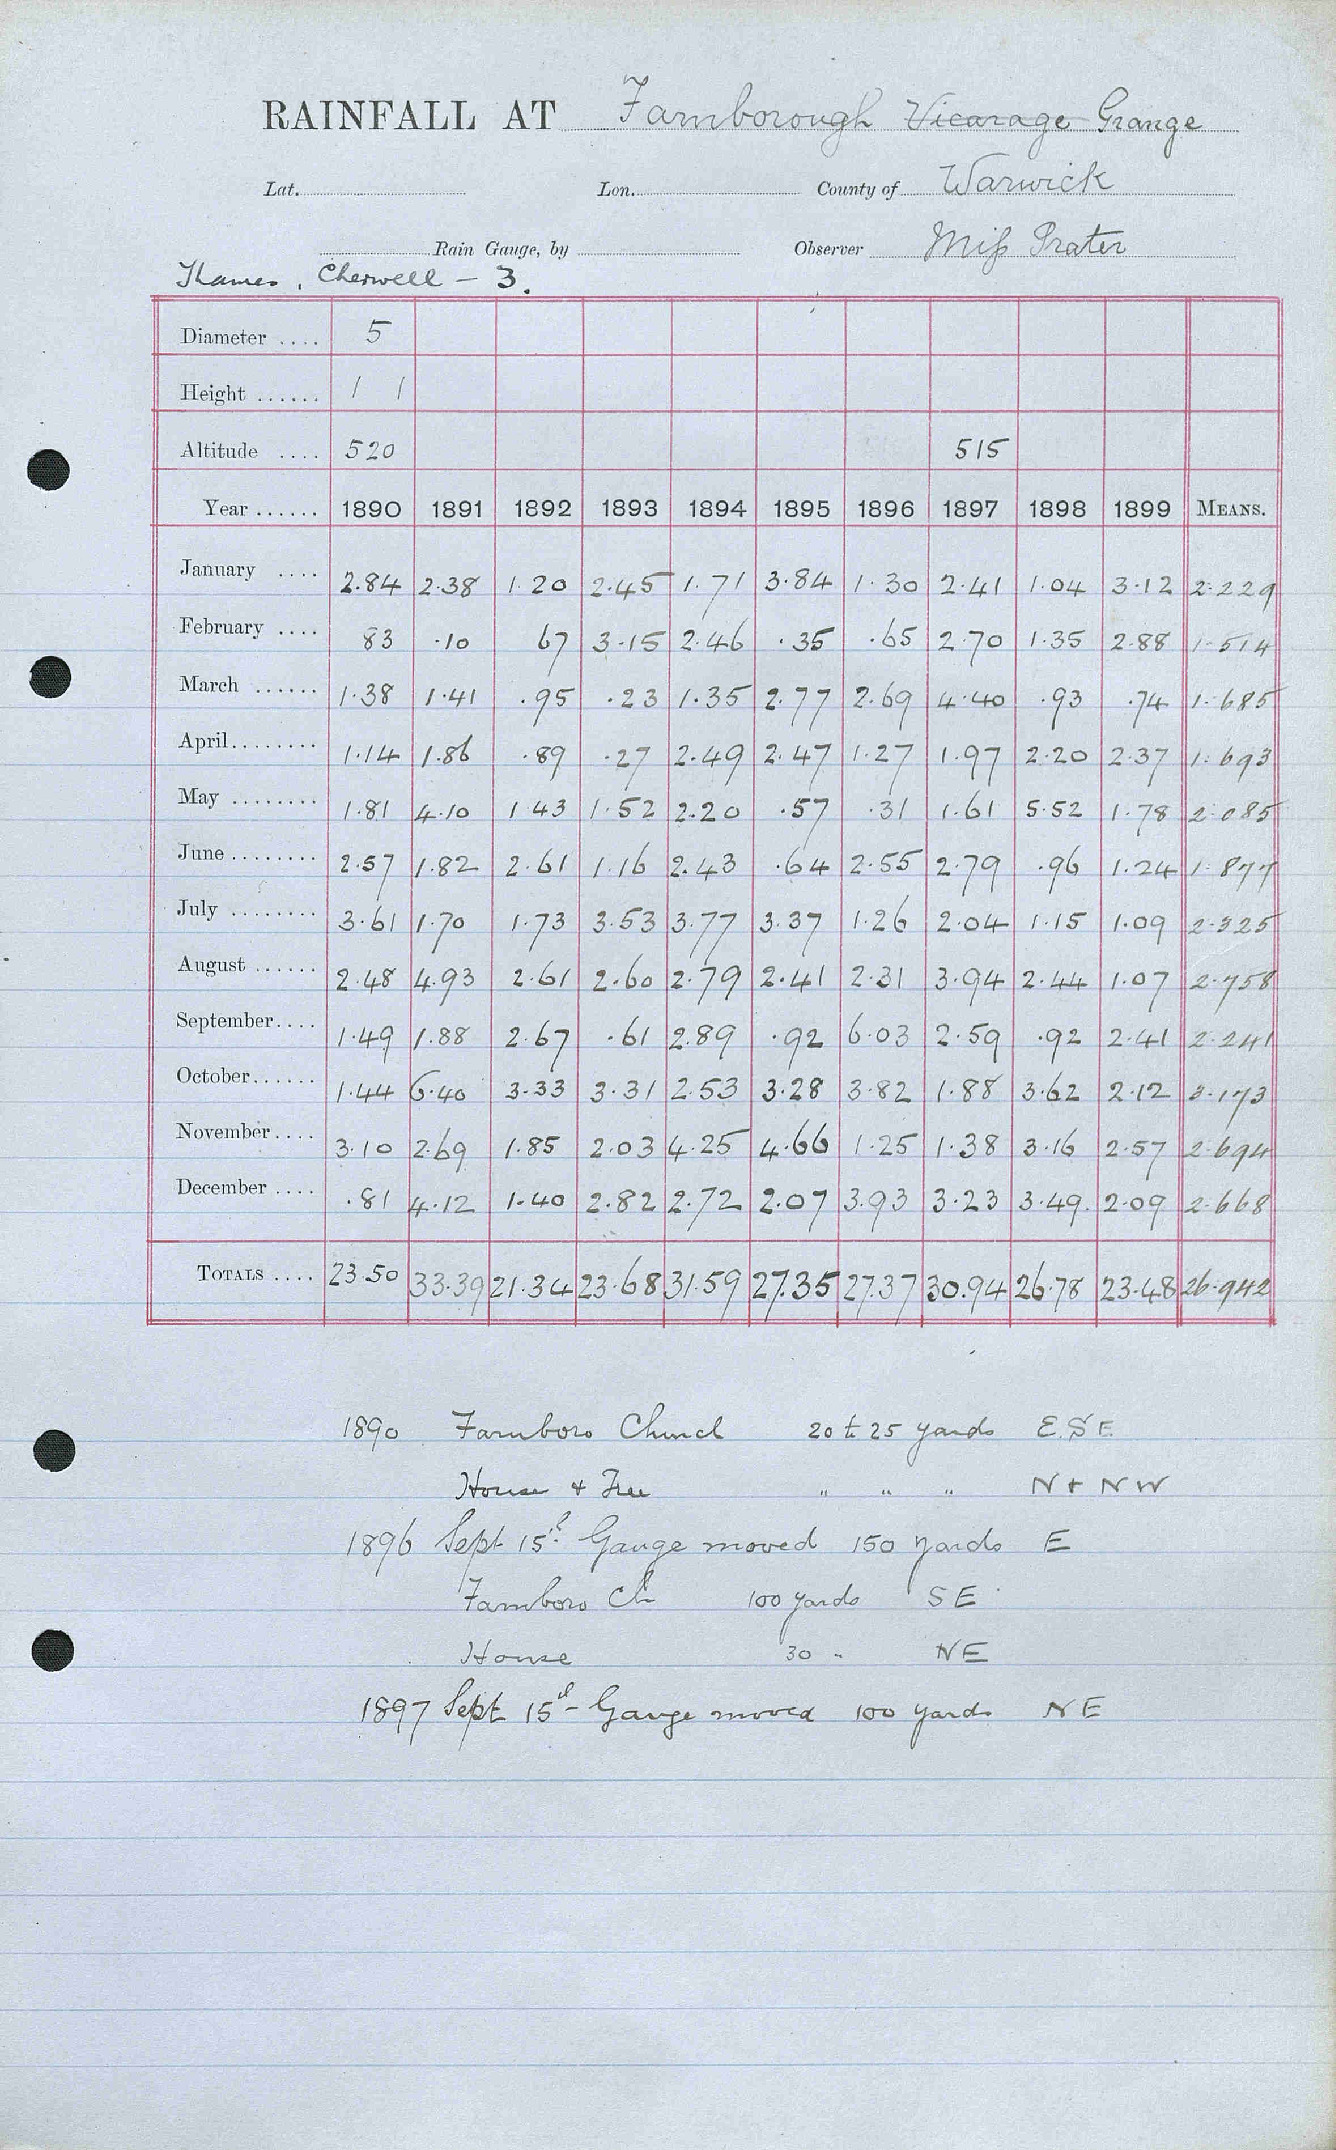 RAINFALL AT Farnborough Vicarage Grange
Lat. Lon. County of Warwick
Rain Gauge, by Observer Miss Prater
Thames, Cherwell - 3.
Diameter .... 5
Height ...... 1 1
Altitude .... 520 515
Year ...... 1890 1891 1892 1893 1894 1895 1896 1897 1898 1899 MEANS.
January .... 2.84 2.38 1.20 2.45 1.71 3.84 1.30 2.41 1.04 3.12 2.229
February .... 83 .10 67 3.15 2.46 .35 .65 2.70 1.35 2.88 1.514
March ...... 1.38 1.41 .95 .23 1.35 2.77 2.69 4.40 .93 .74 1.685
April........ 1.14 1.86 .89 .27 2.49 2.47 1.27 1.97 2.20 2.37 1.693
May ........ 1.81 4.10 1.43 1.52 2.20 .57 .31 1.61 5.52 1.78 2.085
June........ 2.57 1.82 2.61 1.16 2.43 .64 2.55 2.79 .96 1.24 1.877
July ........ 3.61 1.70 1.73 3.53 3.77 3.37 1.26 2.04 1.15 1.09 2.325
August ...... 2.48 4.93 2.61 2.60 2.79 2.41 2.31 3.94 2.44 1.07 2.758
September.... 1.49 1.88 2.67 .61 2.89 .92 6.03 2.59 .92 2.41 2.241
October...... 1.44 6.40 3.33 3.31 2.53 3.28 3.82 1.88 3.62 2.12 3.173
November.... 3.10 2.69 1.85 2.03 4.25 4.66 1.25 1.38 3.16 2.57 2.694
December .... .81 4.12 1.40 2.82 2.72 2.07 3.93 3.23 3.49 2.09 2.668
TOTALS .... 23.50 33.39 21.34 23.68 31.59 27.35 27.37 30.94 26.78 23.48 26.942
1890 Farnboro Church 20 to 25 yards E.S.E
House & Tree " " " N + NW
1896 Sept 15th Gauge moved 150 yards E
Farnboro Ch 100 yards SE
House 30 " NE
1897 Sept 15th - Gauge moved 100 yards NE